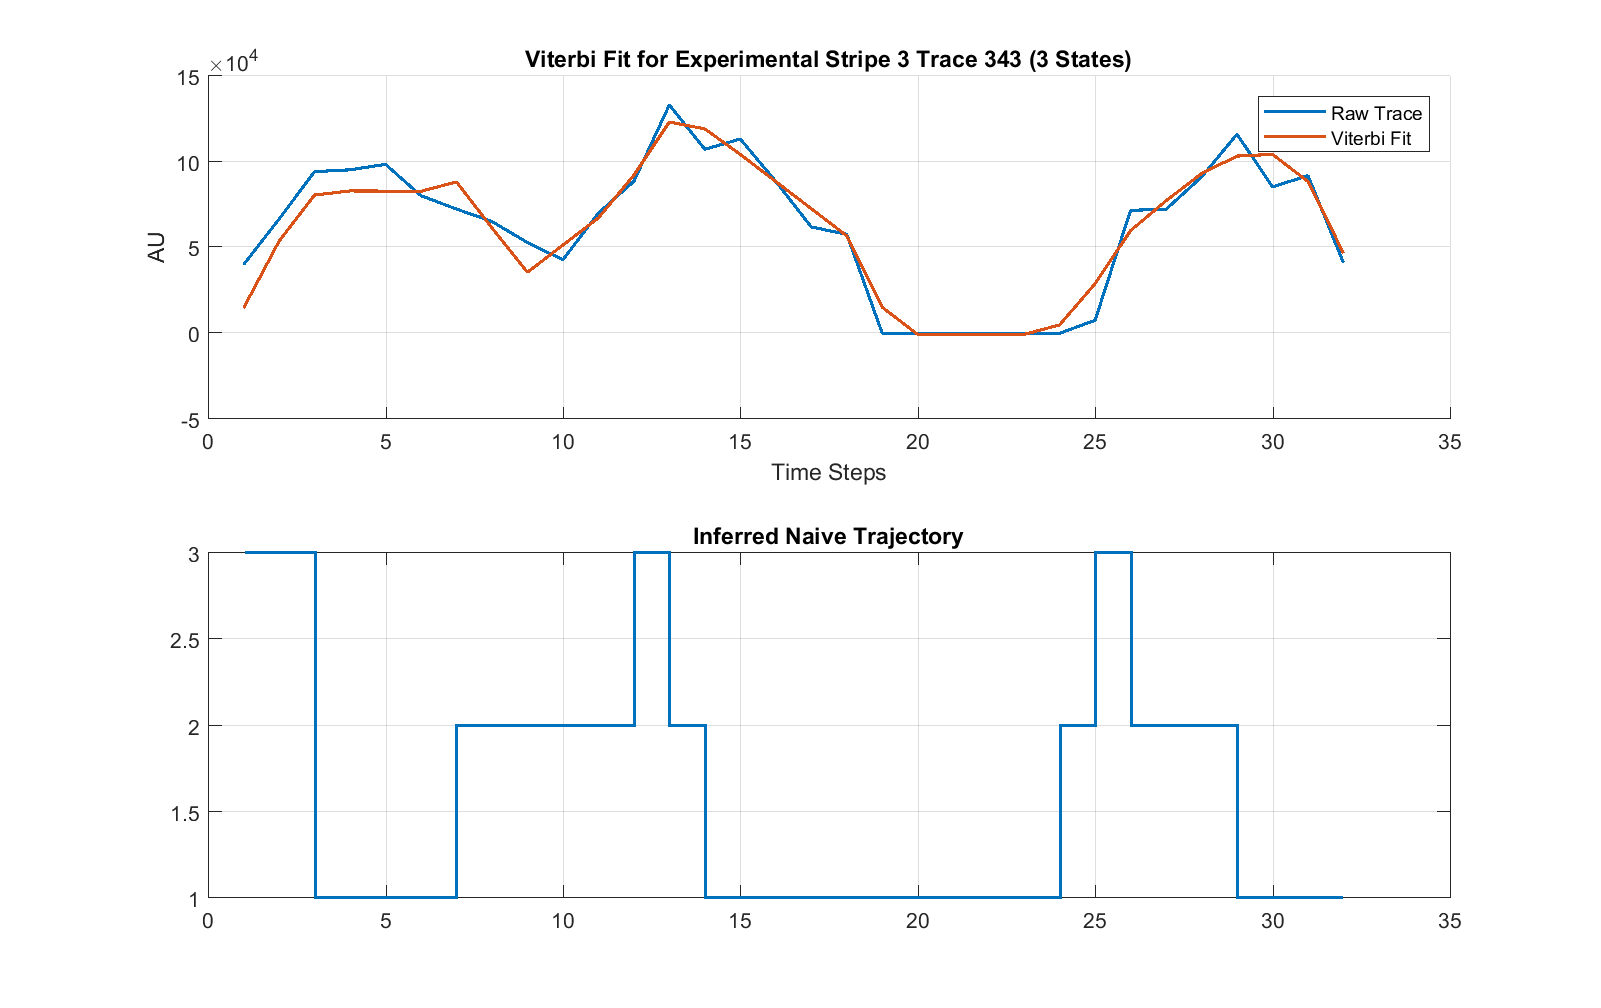 Viterbi Fit for Experimental Stripe 3 Trace 343 (3 States)
×10⁴
15
10
5
0
-5
AU
Raw Trace
Viterbi Fit
0 5 10 15 20 25 30 35
Time Steps
Inferred Naive Trajectory
3
2.5
2
1.5
1
0 5 10 15 20 25 30 35